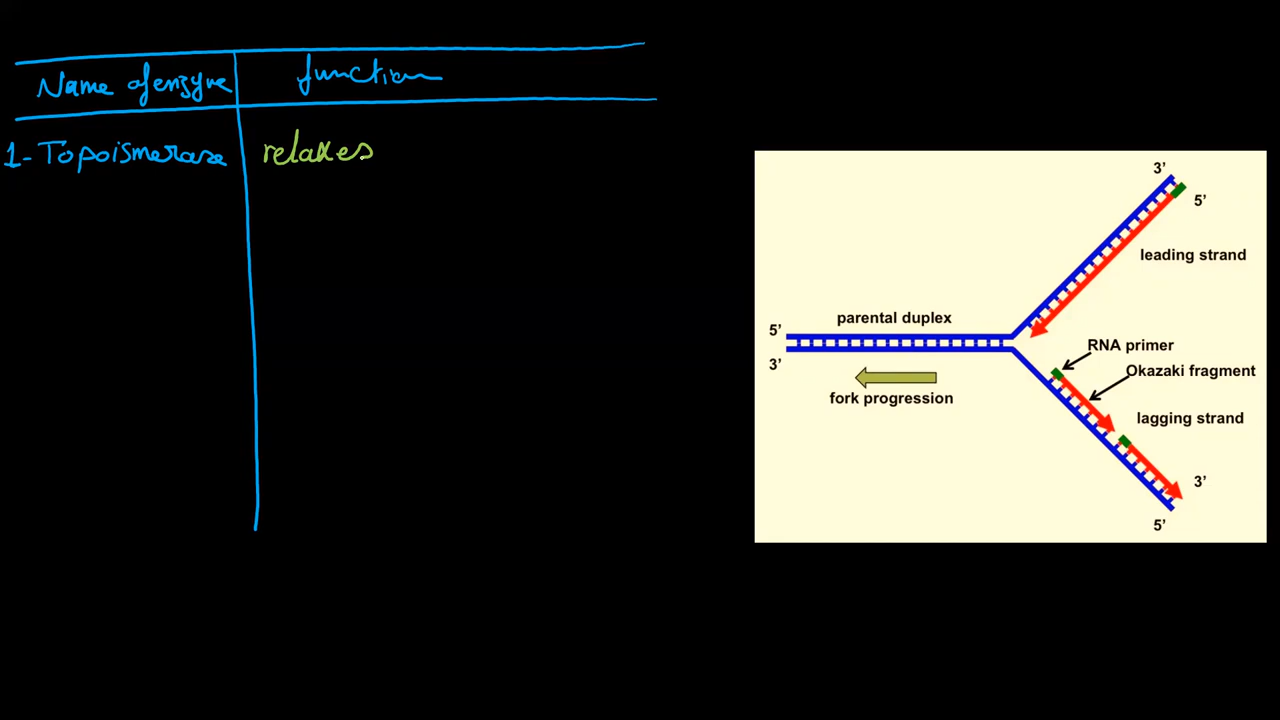 Name of enzyme function
1- Topoismerase relaxes
3’
5’
leading strand
parental duplex
5’
3’
RNA primer
Okazaki fragment
fork progression
lagging strand
3’
5’